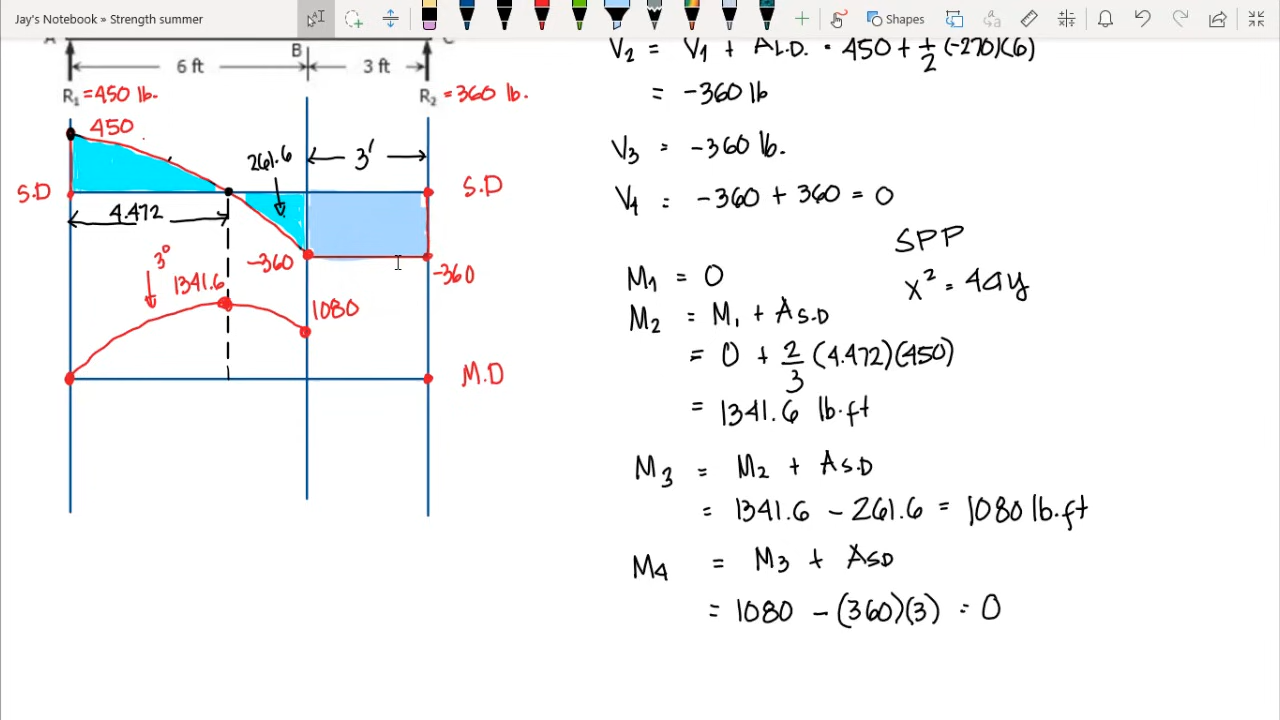 Jay's Notebook » Strength summer
Shapes
A
B
C
6 ft
3 ft
R1 = 450 lb.
R2 = 360 lb.
450
261.6
3'
S.D
S.D
4.472
-360
-360
3°
1341.6
1080
M.D
V2 = V1 + AL.D. = 450 + 1/2 (-270)(6)
= -360 lb
V3 = -360 lb.
V4 = -360 + 360 = 0
SPP
x² = 4ay
M1 = 0
M2 = M1 + AS.D
= 0 + 2/3 (4.472)(450)
= 1341.6 lb.ft
M3 = M2 + AS.D
= 1341.6 - 261.6 = 1080 lb.ft
M4 = M3 + ASD
= 1080 - (360)(3) = 0